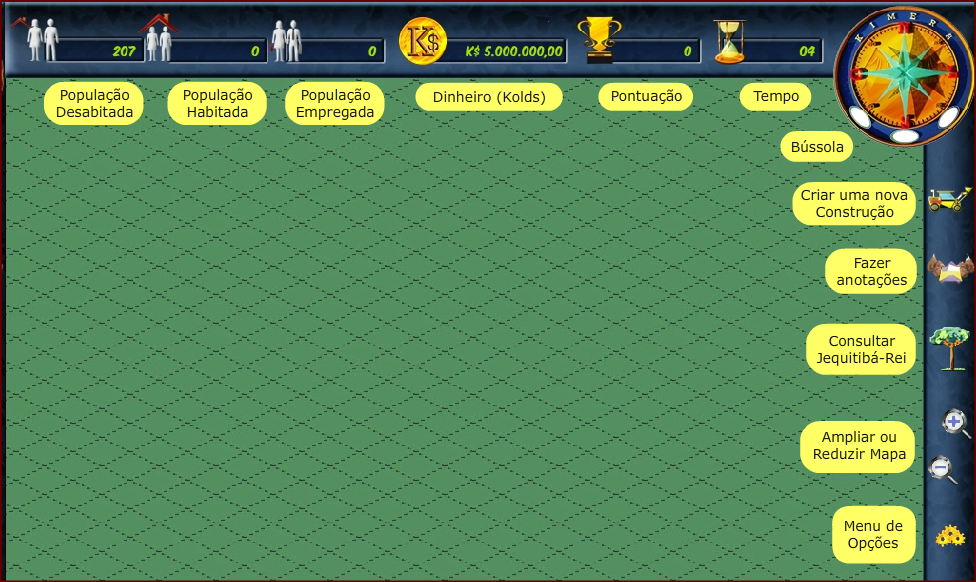 KIMERA
207
0
0
K$
K$ 5.000.000,00
0
04
População
Desabitada
População
Habitada
População
Empregada
Dinheiro (Kolds)
Pontuação
Tempo
Bússola
Criar uma nova
Construção
Fazer
anotações
Consultar
Jequitibá-Rei
Ampliar ou
Reduzir Mapa
Menu de
Opções